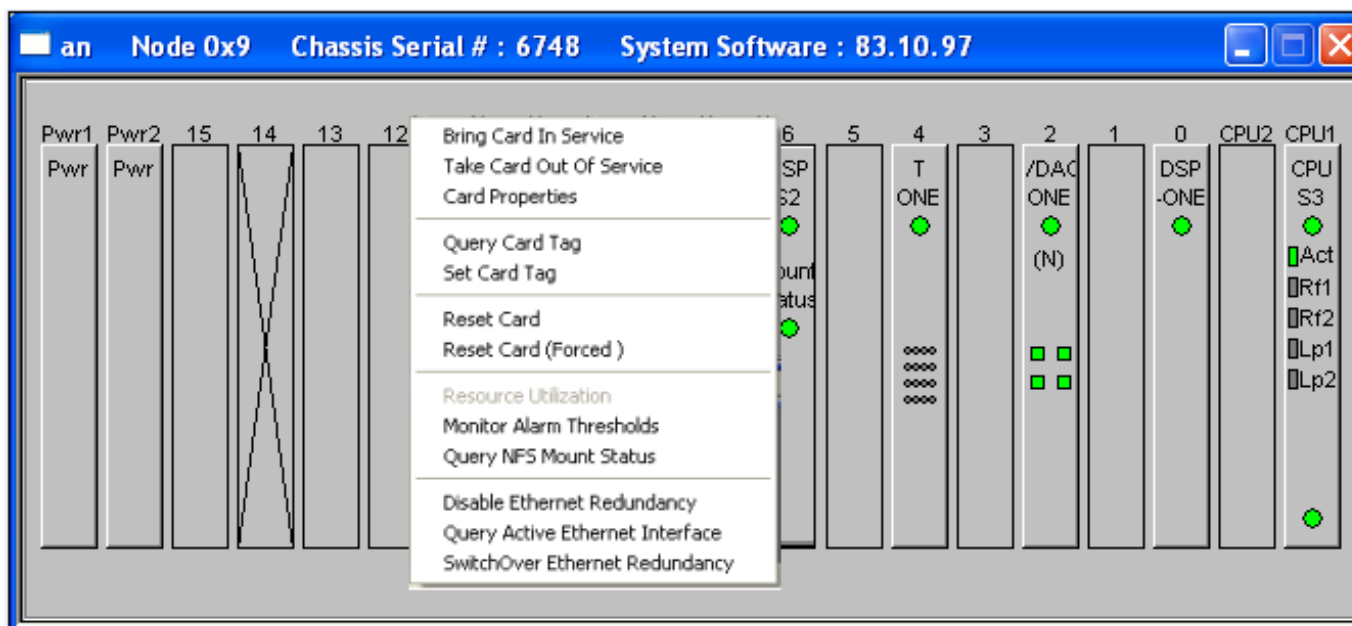 an Node 0x9 Chassis Serial # : 6748 System Software : 83.10.97
Pwr1 Pwr2 15 14 13 12 6 5 4 3 2 1 0 CPU2 CPU1
Pwr Pwr SP T /DAC DSP CPU
S2 ONE ONE -ONE S3
(N) Act
Rf1
Rf2
Lp1
Lp2
Bring Card In Service
Take Card Out Of Service
Card Properties
Query Card Tag
Set Card Tag
Reset Card
Reset Card (Forced )
Resource Utilization
Monitor Alarm Thresholds
Query NFS Mount Status
Disable Ethernet Redundancy
Query Active Ethernet Interface
SwitchOver Ethernet Redundancy